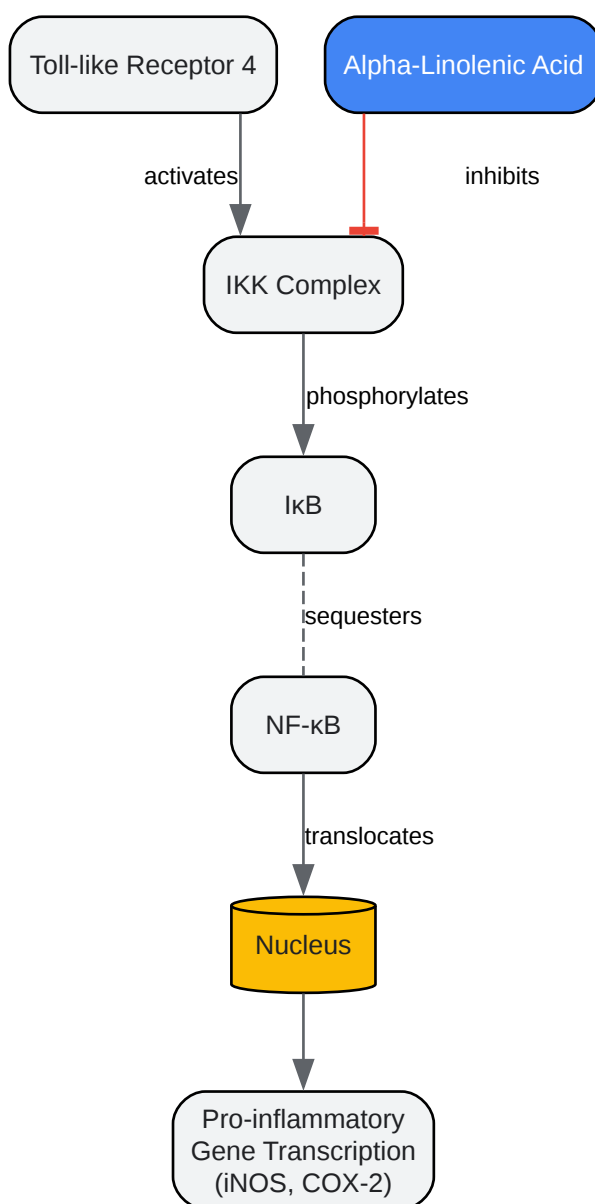 Toll-like Receptor 4
Alpha-Linolenic Acid
activates
inhibits
IKK Complex
phosphorylates
IκB
sequesters
NF-κB
translocates
Nucleus
Pro-inflammatory
Gene Transcription
(iNOS, COX-2)